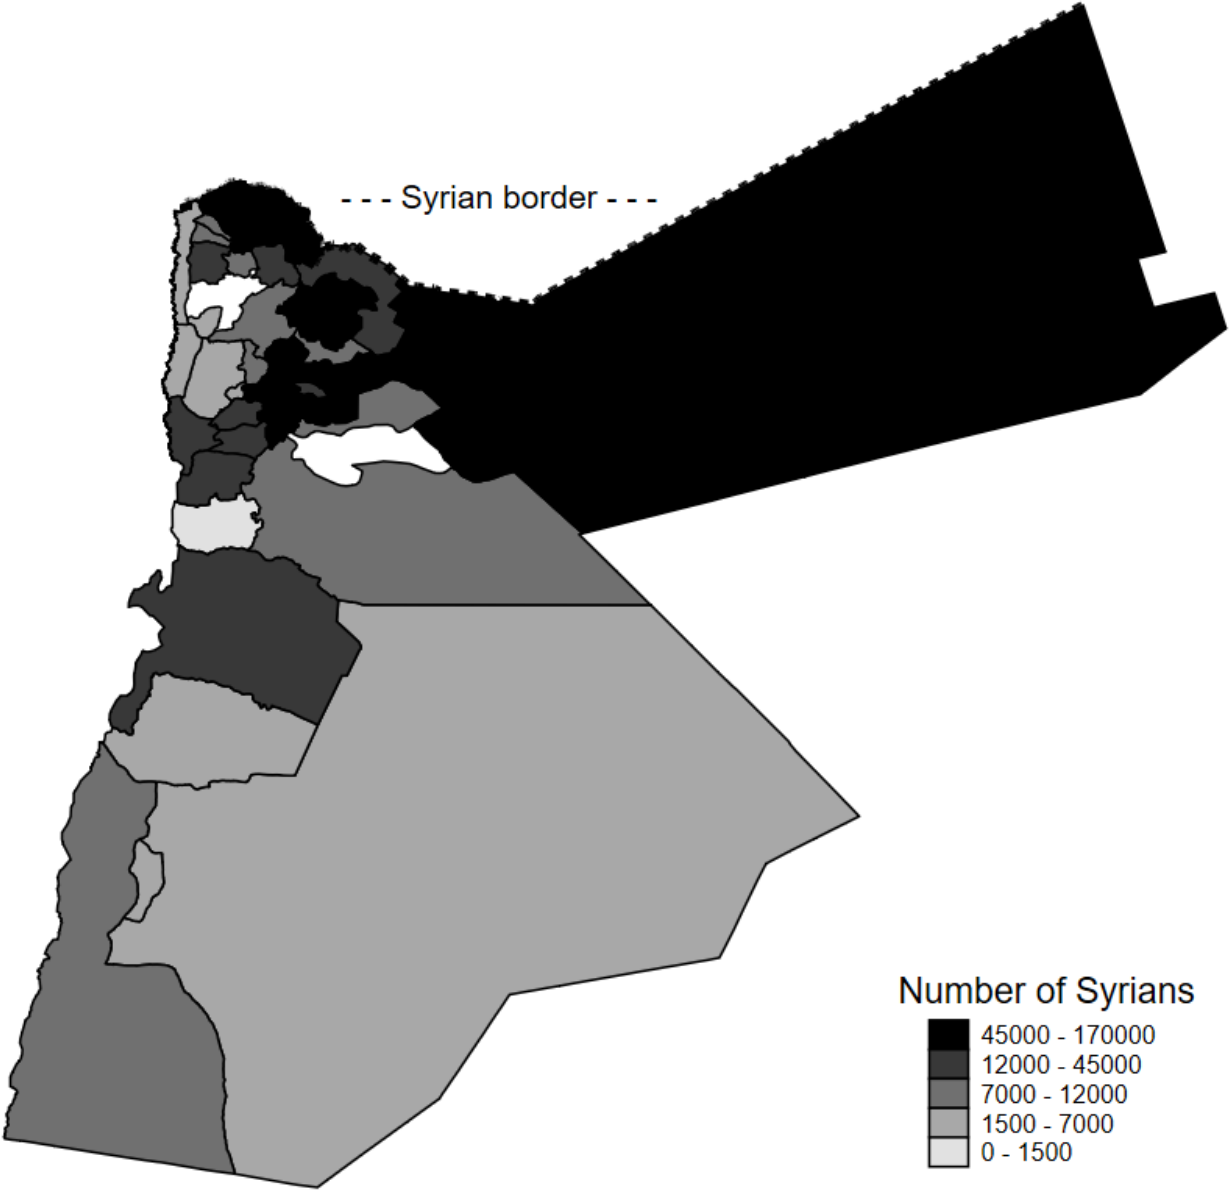 - - - Syrian border - - -
Number of Syrians
45000 - 170000
12000 - 45000
7000 - 12000
1500 - 7000
0 - 1500